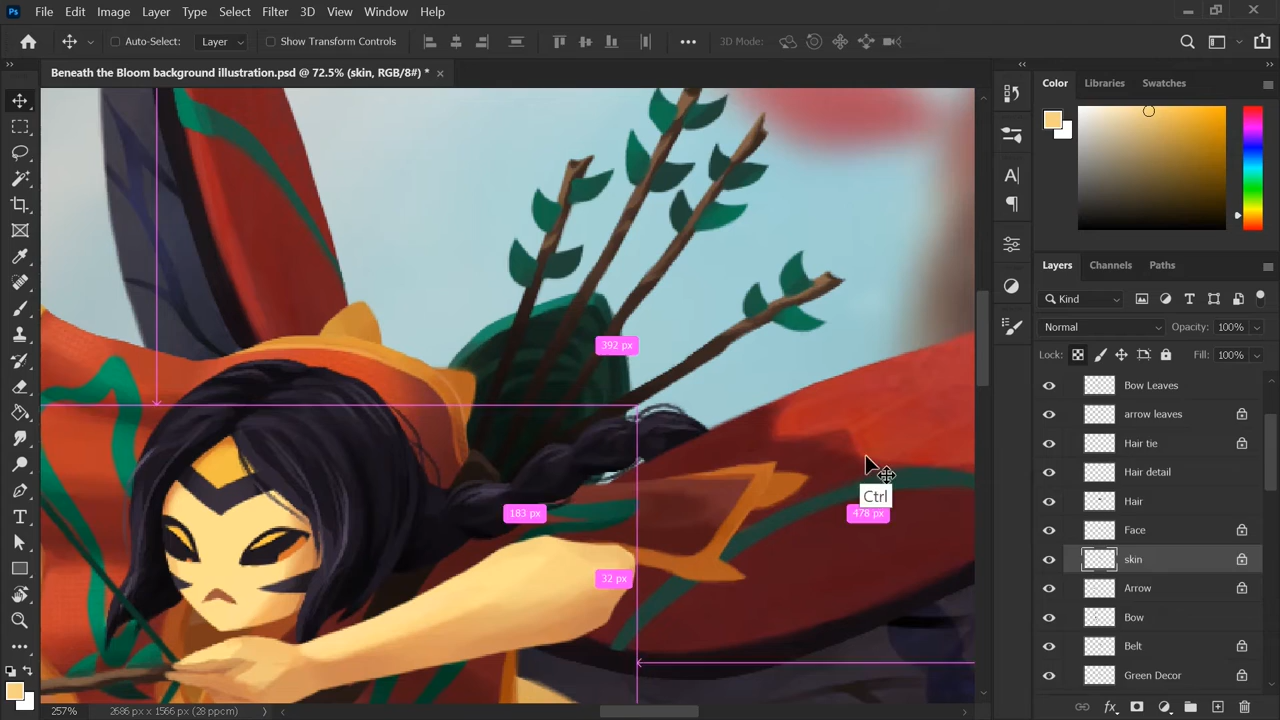 Ps File Edit Image Layer Type Select Filter 3D View Window Help
Auto-Select: Layer Show Transform Controls 3D Mode:
Beneath the Bloom background illustration.psd @ 72.5% (skin, RGB/8#) * ×
Color Libraries Swatches
A
Layers Channels Paths
Kind
Normal Opacity: 100%
Lock: Fill: 100%
Bow Leaves
arrow leaves
Hair tie
Hair detail
Hair
Face
skin
Arrow
Bow
Belt
Green Decor
392 px
Ctrl
183 px
478 px
32 px
T
fx
257% 2686 px x 1566 px (28 ppcm)